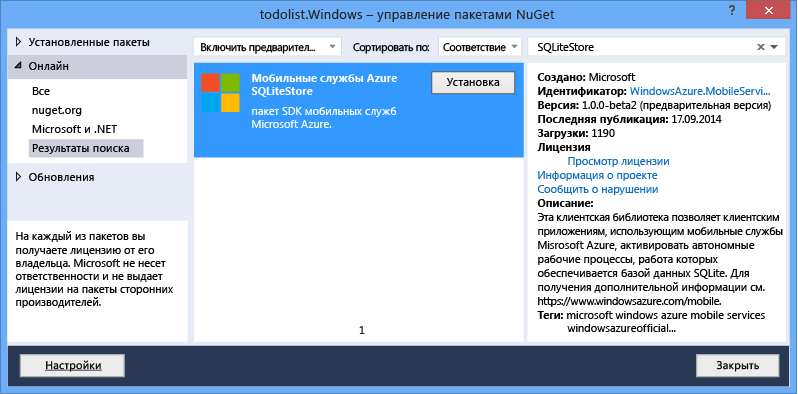 todolist.Windows – управление пакетами NuGet
Установленные пакеты
Онлайн
Все
nuget.org
Microsoft и .NET
Результаты поиска
Обновления
На каждый из пакетов вы
получаете лицензию от его
владельца. Microsoft не несет
ответственности и не выдает
лицензии на пакеты сторонних
производителей.
Включить предварител...
Сортировать по:
Соответствие
Мобильные службы Azure
SQLiteStore
Установка
пакет SDK мобильных служб
Microsoft Azure.
1
SQLiteStore
Создано: Microsoft
Идентификатор: WindowsAzure.MobileServi...
Версия: 1.0.0-beta2 (предварительная версия)
Последняя публикация: 17.09.2014
Загрузки: 1190
Лицензия
Просмотр лицензии
Информация о проекте
Сообщить о нарушении
Описание:
Эта клиентская библиотека позволяет клиентским
приложениям, использующим мобильные службы
Misrosoft Azure, активировать автономные
рабочие процессы, работа которых
обеспечивается базой данных SQLite. Для
получения дополнительной информации см.
https://www.windowsazure.com/mobile.
Теги: microsoft windows azure mobile services
windowsazureofficial...
Настройки
Закрыть